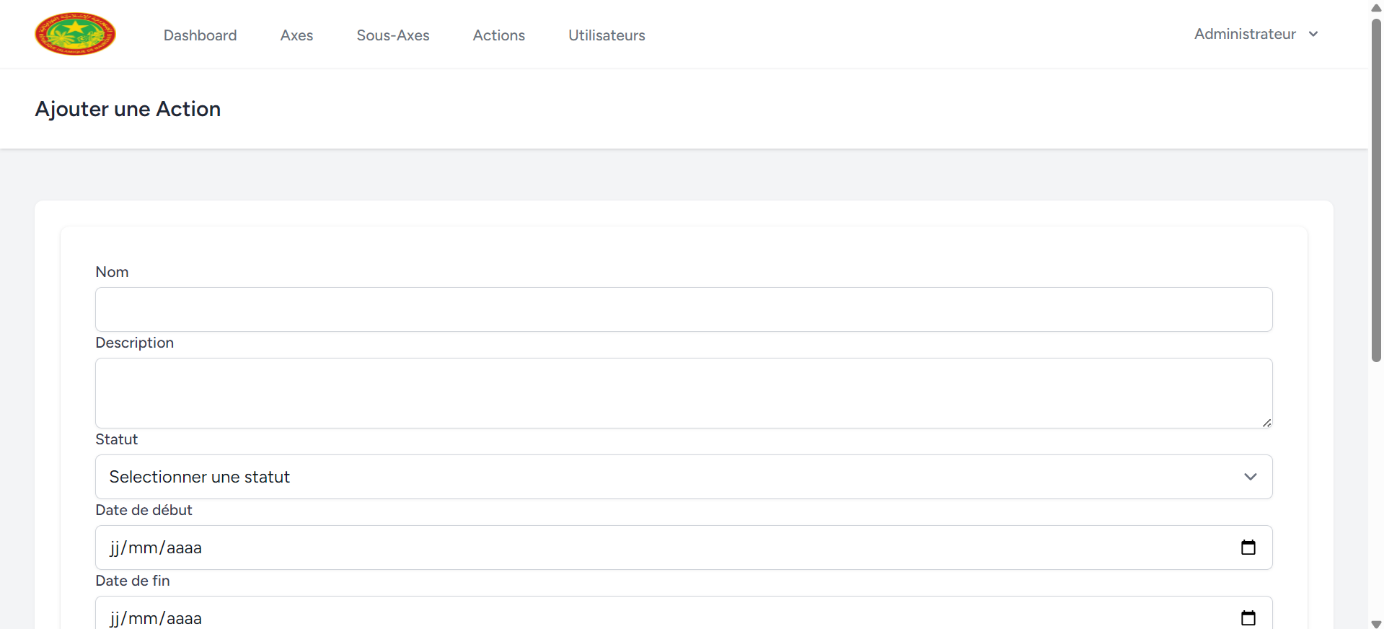 Dashboard Axes Sous-Axes Actions Utilisateurs Administrateur
Ajouter une Action
Nom
Description
Statut
Selectionner une statut
Date de début
jj/mm/aaaa
Date de fin
jj/mm/aaaa